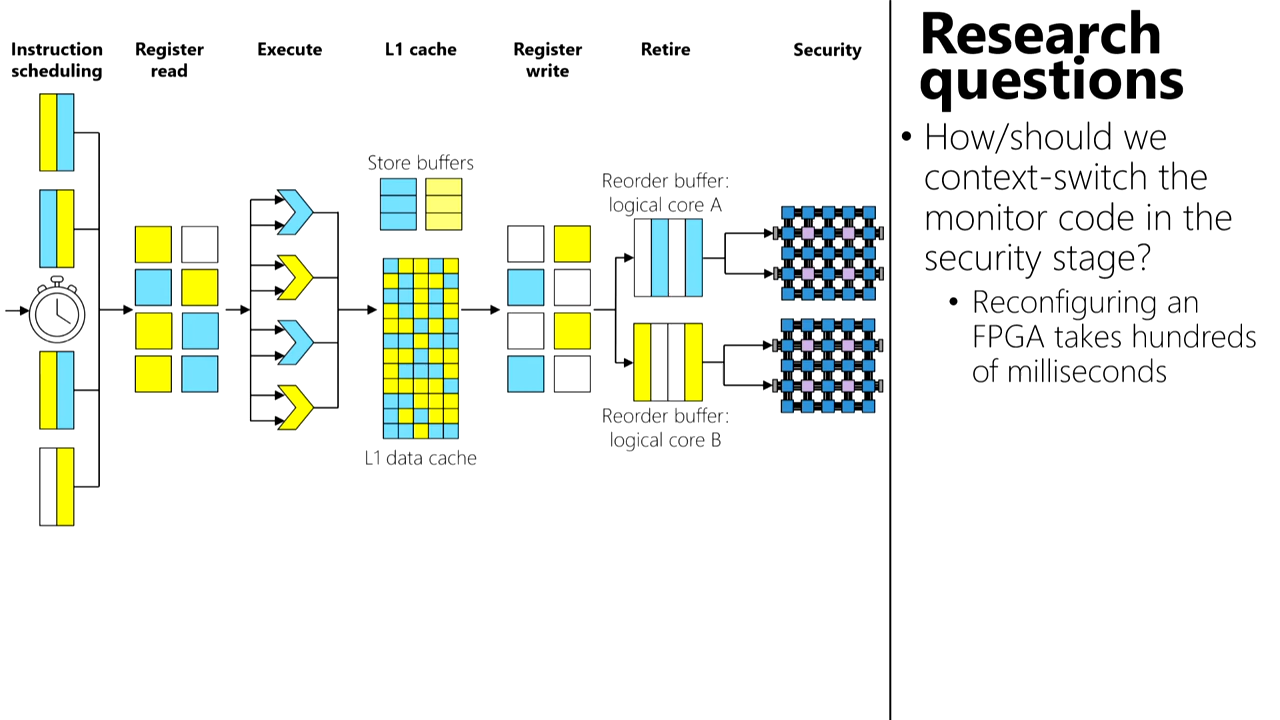 Instruction
scheduling
Register
read
Execute
L1 cache
Register
write
Retire
Security
Store buffers
L1 data cache
Reorder buffer:
logical core A
Reorder buffer:
logical core B
Research
questions
• How/should we
context-switch the
monitor code in the
security stage?
• Reconfiguring an
FPGA takes hundreds
of milliseconds